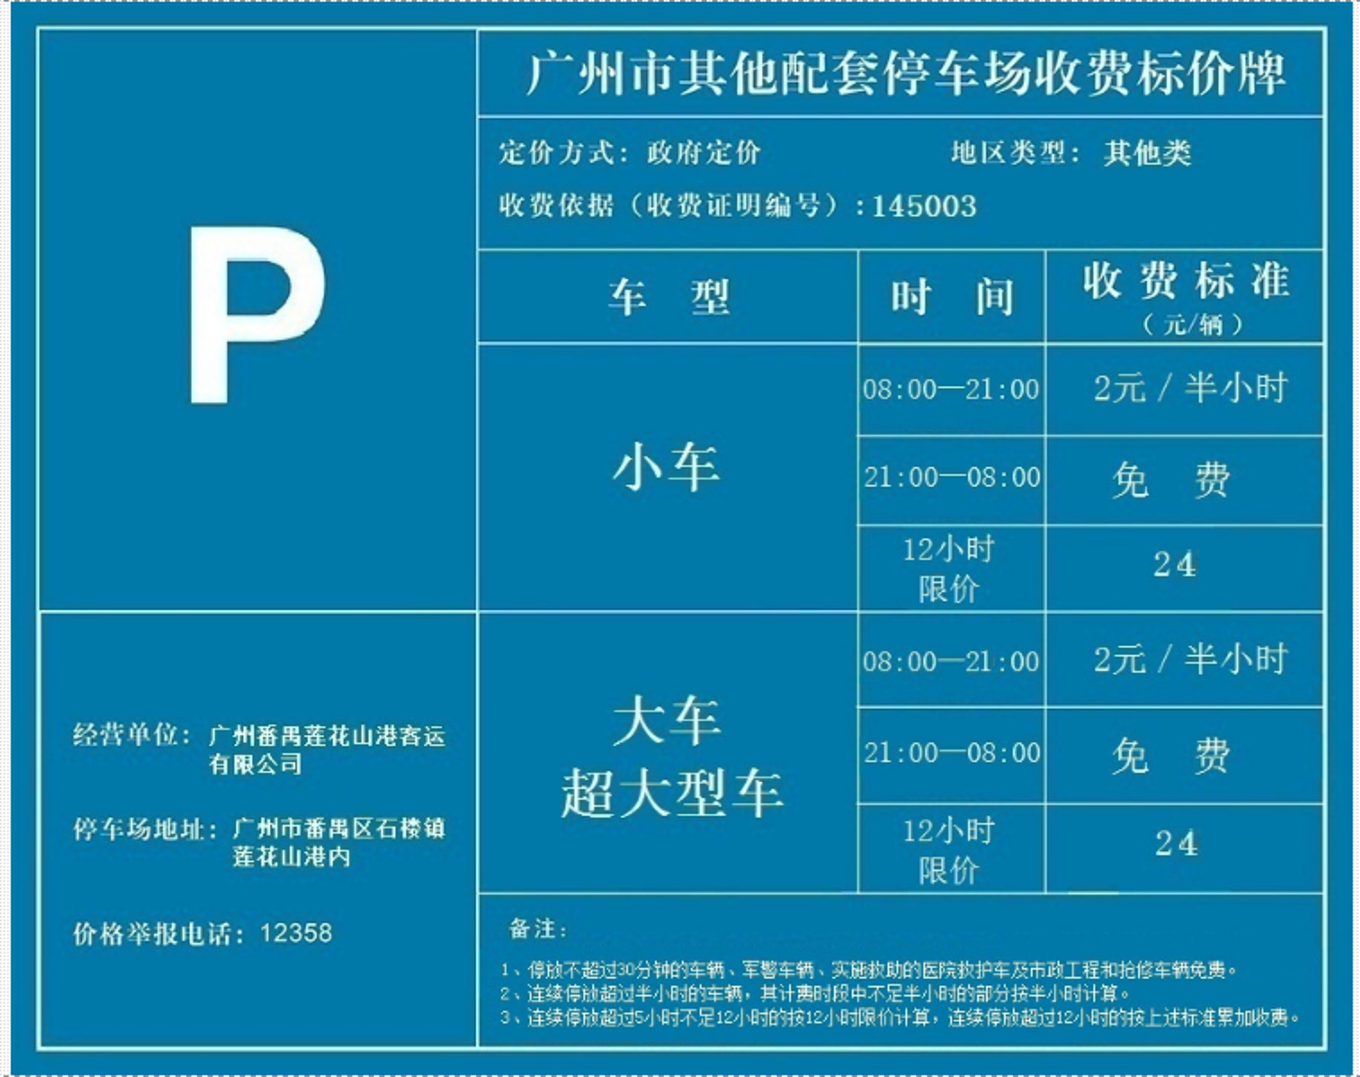 广州市其他配套停车场收费标价牌
定价方式：政府定价 地区类型：其他类
收费依据（收费证明编号）:145003
P
车 型 时 间 收费标准
（元/辆）
小车
08:00—21:00 2元 / 半小时
21:00—08:00 免 费
12小时
限价
24
大车
超大型车
08:00—21:00 2元 / 半小时
21:00—08:00 免 费
12小时
限价
24
经营单位：广州番禺莲花山港客运
有限公司
停车场地址：广州市番禺区石楼镇
莲花山港内
价格举报电话：12358
备注：
1、停放不超过30分钟的车辆、军警车辆、实施救助的医院救护车及市政工程和抢修车辆免费。
2、连续停放超过半小时的车辆，其计费时段中不足半小时的部分按半小时计算。
3、连续停放超过5小时不足12小时的按12小时限价计算，连续停放超过12小时的按上述标准累加收费。